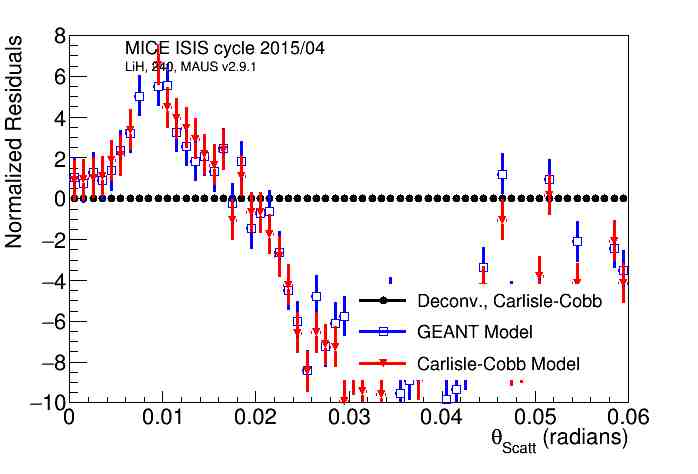 MICE ISIS cycle 2015/04
LiH, 240, MAUS v2.9.1
Normalized Residuals
8
6
4
2
0
−2
−4
−6
−8
−10
Deconv., Carlisle-Cobb
GEANT Model
Carlisle-Cobb Model
0 0.01 0.02 0.03 0.04 0.05 0.06
θScatt (radians)